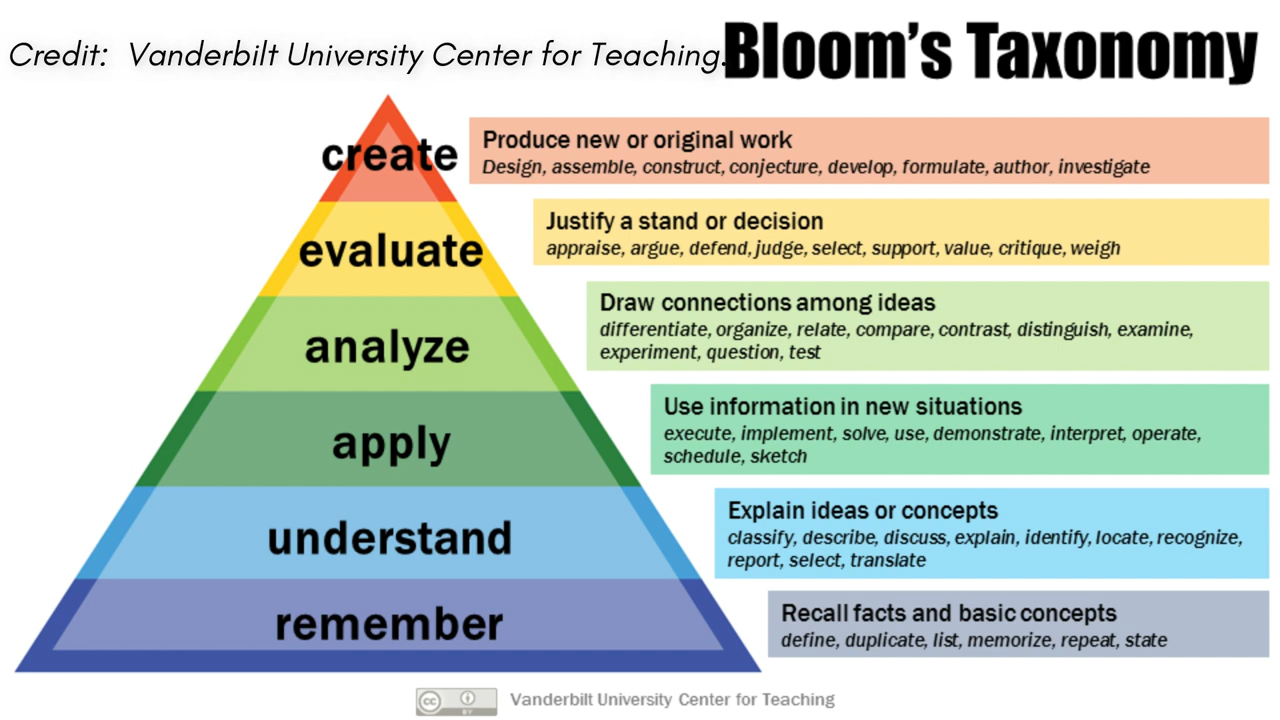 Credit: Vanderbilt University Center for Teaching.
Bloom's Taxonomy
create
Produce new or original work
Design, assemble, construct, conjecture, develop, formulate, author, investigate
evaluate
Justify a stand or decision
appraise, argue, defend, judge, select, support, value, critique, weigh
analyze
Draw connections among ideas
differentiate, organize, relate, compare, contrast, distinguish, examine,
experiment, question, test
apply
Use information in new situations
execute, implement, solve, use, demonstrate, interpret, operate,
schedule, sketch
understand
Explain ideas or concepts
classify, describe, discuss, explain, identify, locate, recognize,
report, select, translate
remember
Recall facts and basic concepts
define, duplicate, list, memorize, repeat, state
cc BY
Vanderbilt University Center for Teaching